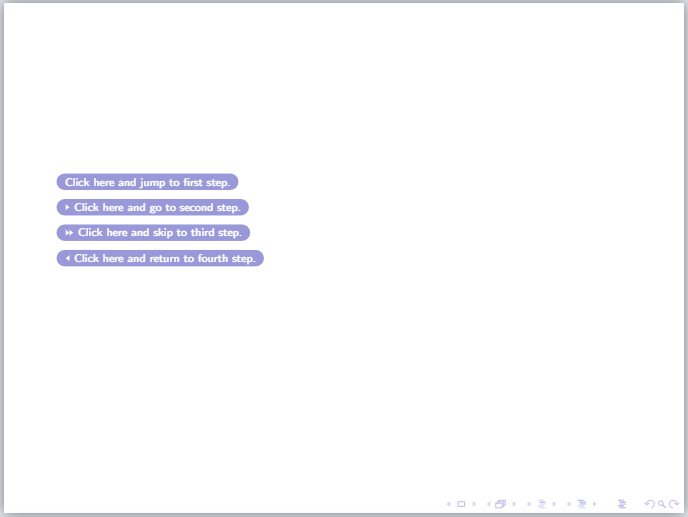 Click here and jump to first step.
Click here and go to second step.
Click here and skip to third step.
Click here and return to fourth step.